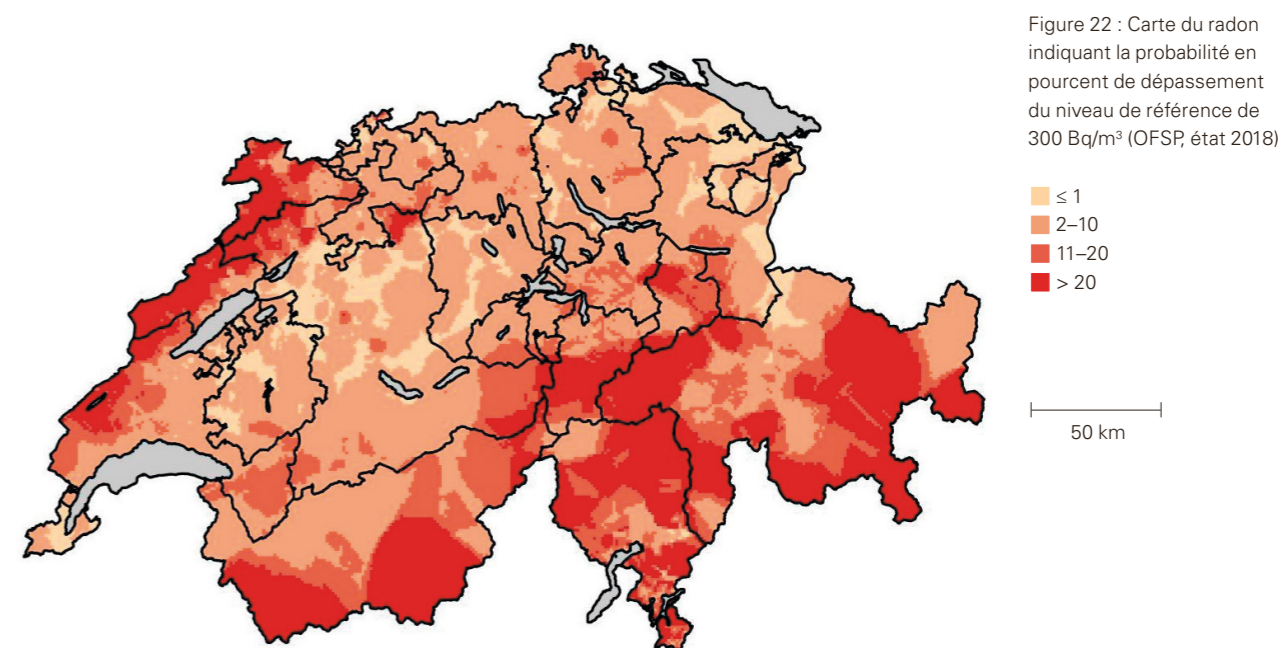 Figure 22 : Carte du radon
indiquant la probabilité en
pourcent de dépassement
du niveau de référence de
300 Bq/m³ (OFSP, état 2018)
≤ 1
2–10
11–20
> 20
50 km